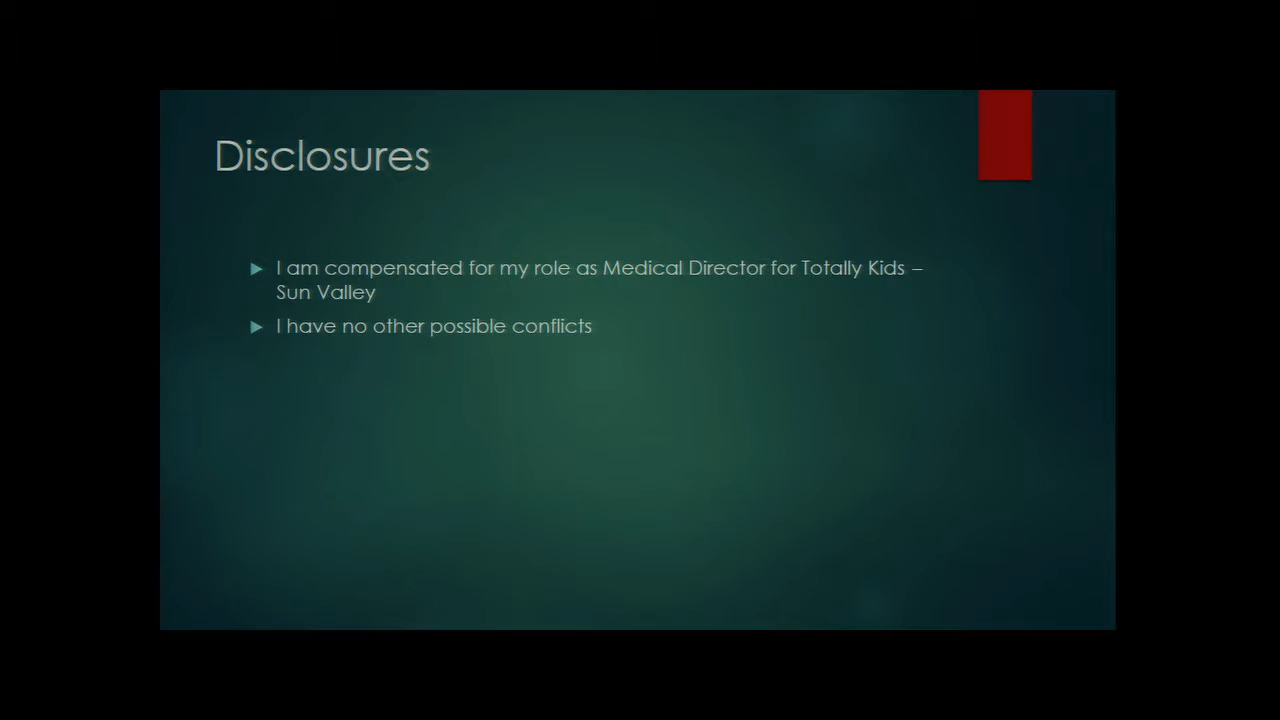 Disclosures
I am compensated for my role as Medical Director for Totally Kids –
Sun Valley
I have no other possible conflicts